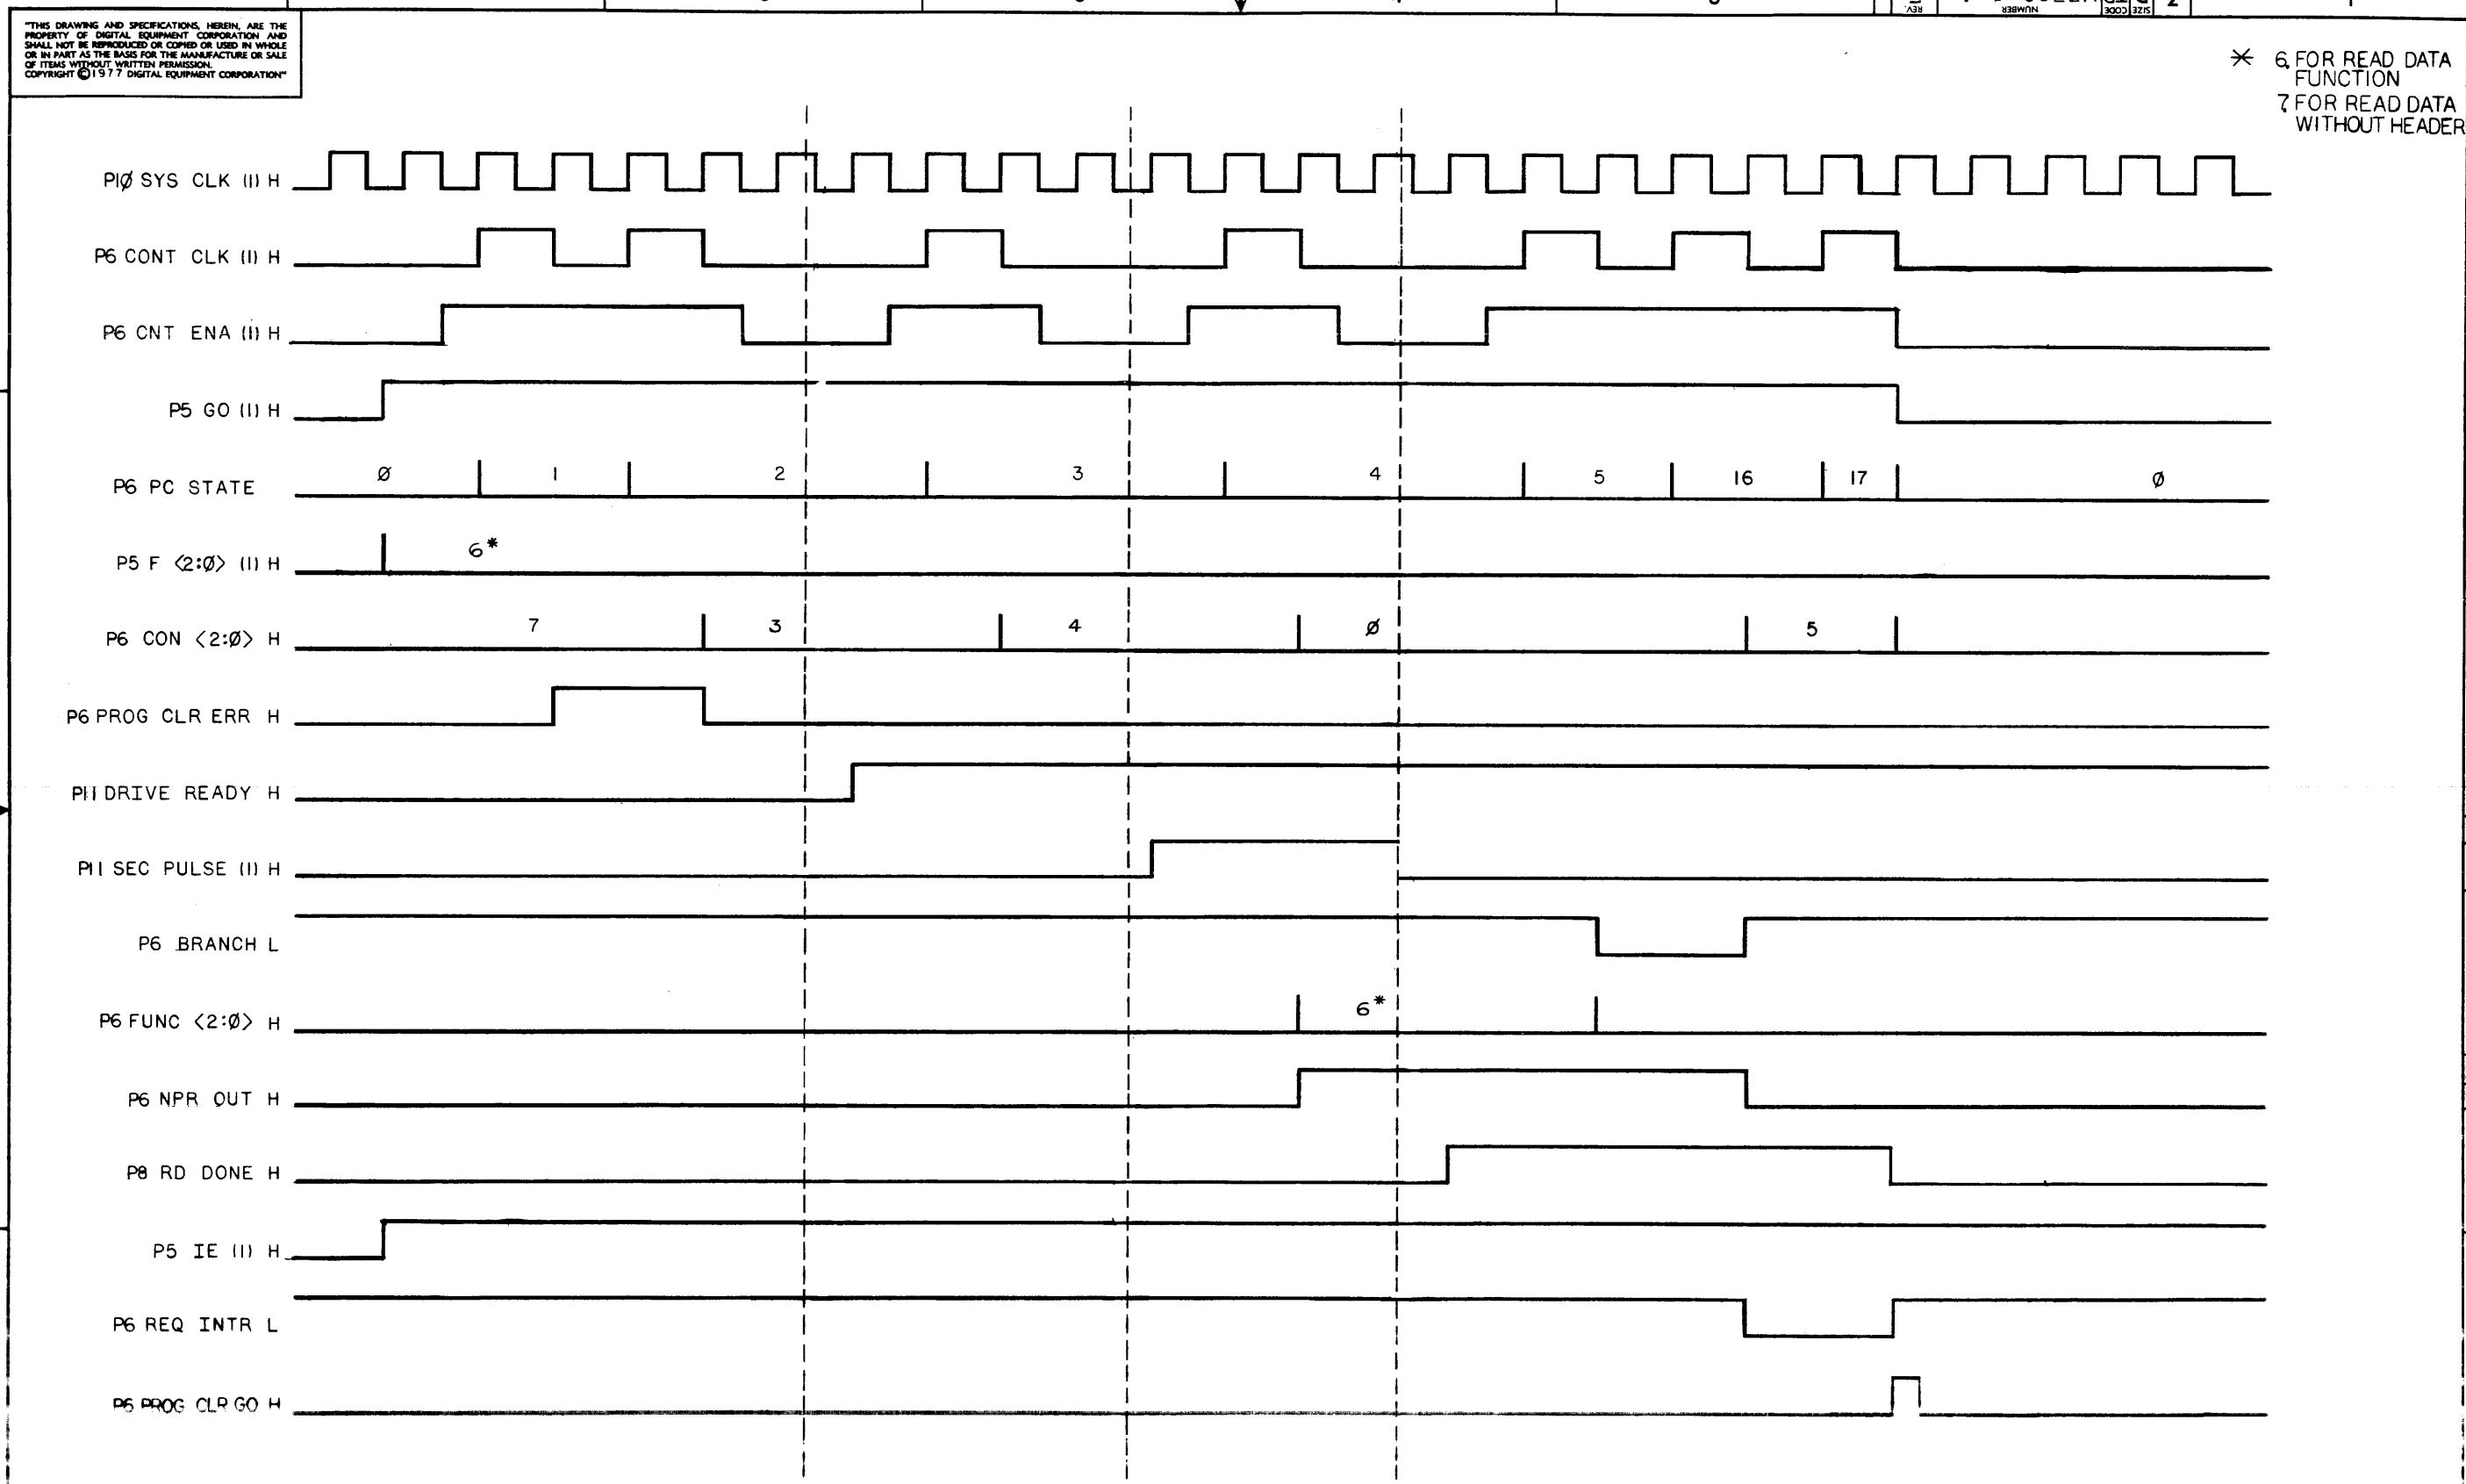 "THIS DRAWING AND SPECIFICATIONS, HEREIN, ARE THE
PROPERTY OF DIGITAL EQUIPMENT CORPORATION AND
SHALL NOT BE REPRODUCED OR COPIED OR USED IN WHOLE
OR IN PART AS THE BASIS FOR THE MANUFACTURE OR SALE
OF ITEMS WITHOUT WRITTEN PERMISSION.
COPYRIGHT © 1977 DIGITAL EQUIPMENT CORPORATION"
REV. NUMBER CODE SIZE
* 6, FOR READ DATA
FUNCTION
7, FOR READ DATA
WITHOUT HEADER
P1Ø SYS CLK (1) H
P6 CONT CLK (1) H
P6 CNT ENA (1) H
P5 GO (1) H
P6 PC STATE Ø 1 2 3 4 5 16 17 Ø
P5 F <2:Ø> (1) H 6*
P6 CON <2:Ø> H 7 3 4 Ø 5
P6 PROG CLR ERR H
P11 DRIVE READY H
P11 SEC PULSE (1) H
P6 BRANCH L
P6 FUNC <2:Ø> H 6*
P6 NPR OUT H
P8 RD DONE H
P5 IE (1) H
P6 REQ INTR L
P6 PROG CLR GO H